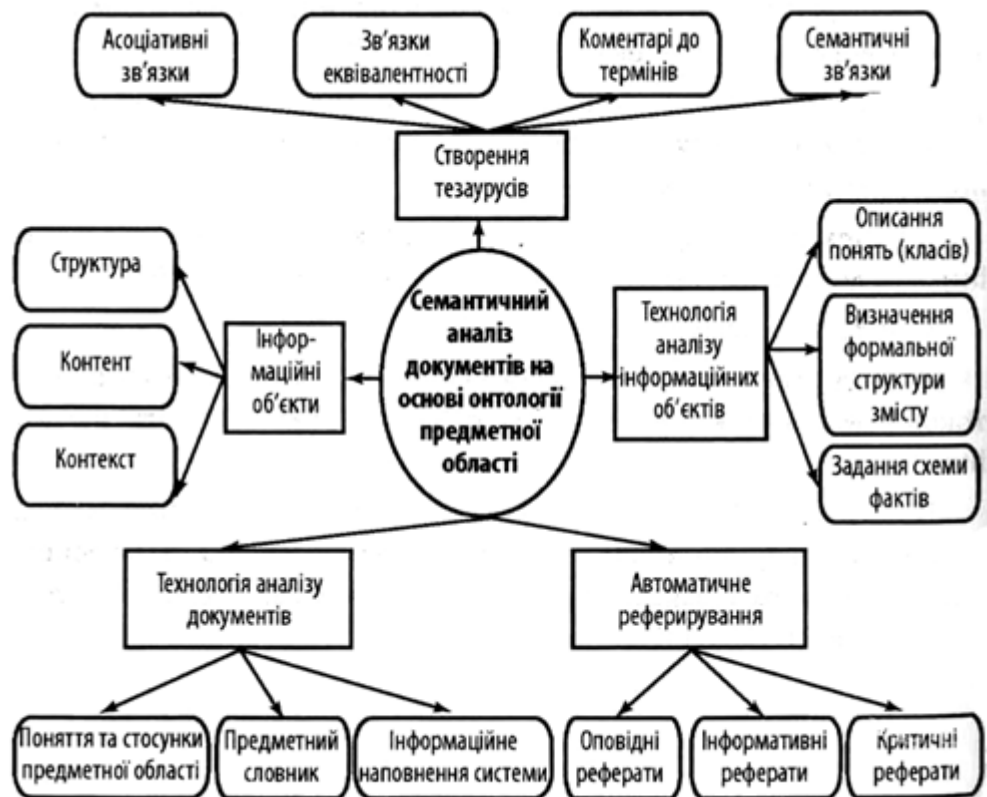 Асоціативні
зв'язки
Зв'язки
еквівалентності
Коментарі до
термінів
Семантичні
зв'язки
Створення
тезаурусів
Структура
Контент
Контекст
Інфор-
маційні
об'єкти
Семантичний
аналіз
документів на
основі онтології
предметної
області
Технологія
аналізу
інформаційних
об'єктів
Описання
понять (класів)
Визначення
формальної
структури
змісту
Задання схеми
фактів
Технологія аналізу
документів
Автоматичне
реферирування
Поняття та стосунки
предметної області
Предметний
словник
Інформаційне
наповнення системи
Оповідні
реферати
Інформативні
реферати
Критичні
реферати